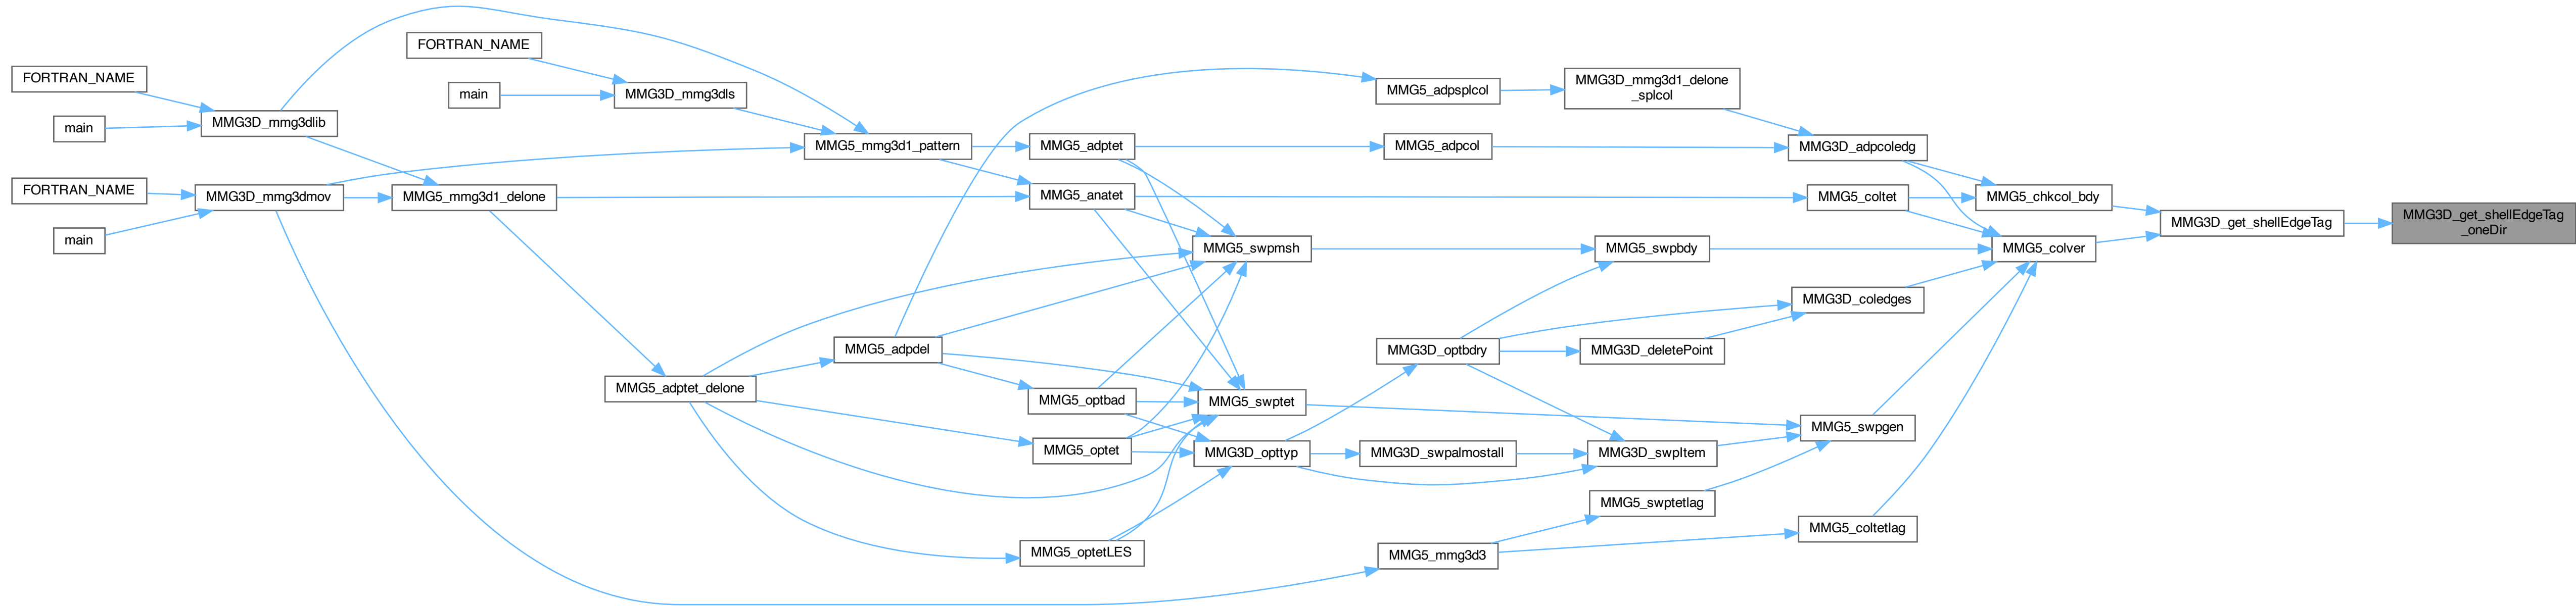 FORTRAN_NAME
main
FORTRAN_NAME
main
MMG3D_mmg3dlib
MMG3D_mmg3dmov
FORTRAN_NAME
main
MMG5_mmg3d1_delone
MMG3D_mmg3dls
MMG5_adptet_delone
MMG5_mmg3d1_pattern
MMG5_adpdel
MMG5_adptet
MMG5_anatet
MMG5_optbad
MMG5_optet
MMG5_optetLES
MMG5_swpmsh
MMG5_swptet
MMG3D_opttyp
MMG5_adpsplcol
MMG5_adpcol
MMG3D_optbdry
MMG3D_swpalmostall
MMG5_mmg3d3
MMG3D_mmg3d1_delone
_splcol
MMG5_swpbdy
MMG3D_deletePoint
MMG3D_swpItem
MMG5_swptetlag
MMG3D_adpcoledg
MMG5_coltet
MMG3D_coledges
MMG5_swpgen
MMG5_coltetlag
MMG5_chkcol_bdy
MMG5_colver
MMG3D_get_shellEdgeTag
MMG3D_get_shellEdgeTag
_oneDir